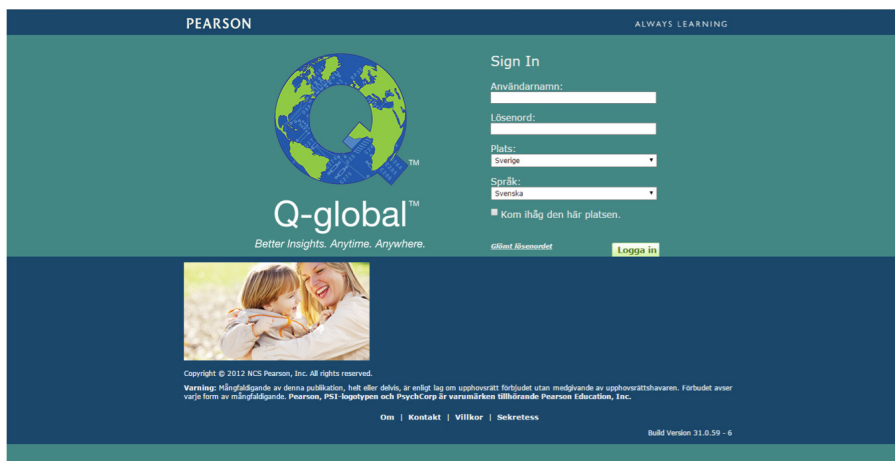 PEARSON
ALWAYS LEARNING
Sign In
Användarnamn:
Lösenord:
Plats:
Sverige
Språk:
Svenska
Kom ihåg den här platsen.
Glömt lösenordet
Logga in
TM
Q-global™
Better Insights. Anytime. Anywhere.
Copyright © 2012 NCS Pearson, Inc. All rights reserved.
Varning: Mångfaldigande av denna publikation, helt eller delvis, är enligt lag om upphovsrätt förbjudet utan medgivande av upphovsrättshavaren. Förbudet avser
varje form av mångfaldigande. Pearson, PSI-logotypen och PsychCorp är varumärken tillhörande Pearson Education, Inc.
Om | Kontakt | Villkor | Sekretess
Build Version 31.0.59 - 6